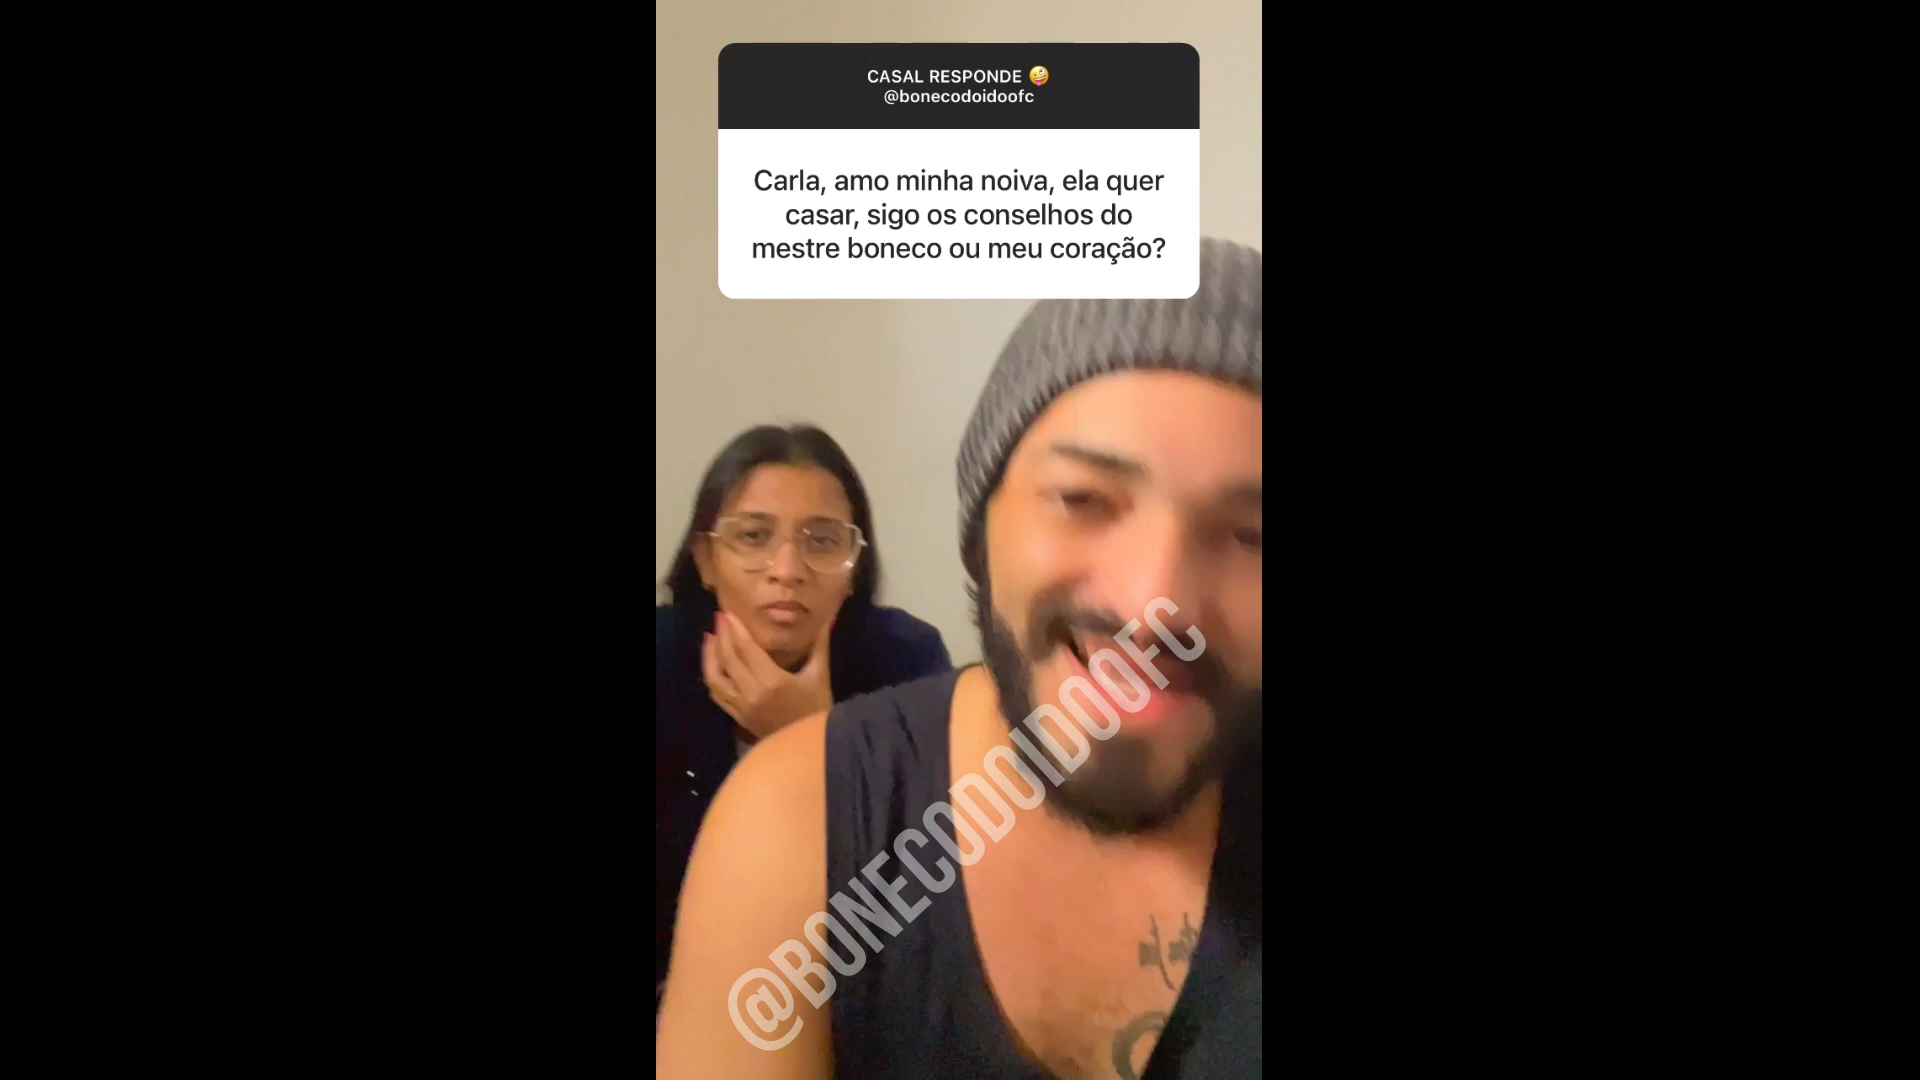 CASAL RESPONDE 🤪
@bonecodoidoofc
Carla, amo minha noiva, ela quer
casar, sigo os conselhos do
mestre boneco ou meu coração?
@BONECODOIDOOFC